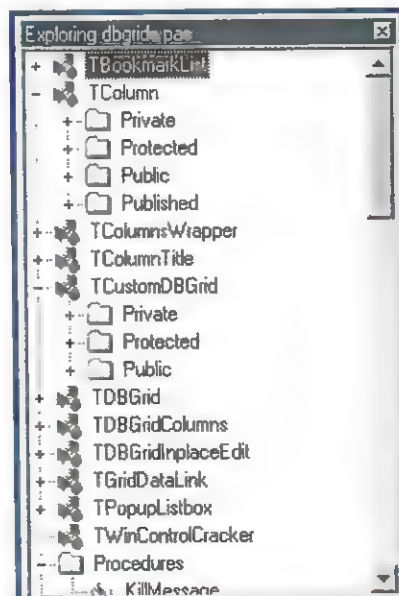 Exploring dbgrids.pas
TBookmarkList
TColumn
Private
Protected
Public
Published
TColumnsWrapper
TColumnTitle
TCustomDBGrid
Private
Protected
Public
TDBGrid
TDBGridColumns
TDBGridInplaceEdit
TGridDataLink
TPopupListbox
TWinControlCracker
Procedures
KillMessage